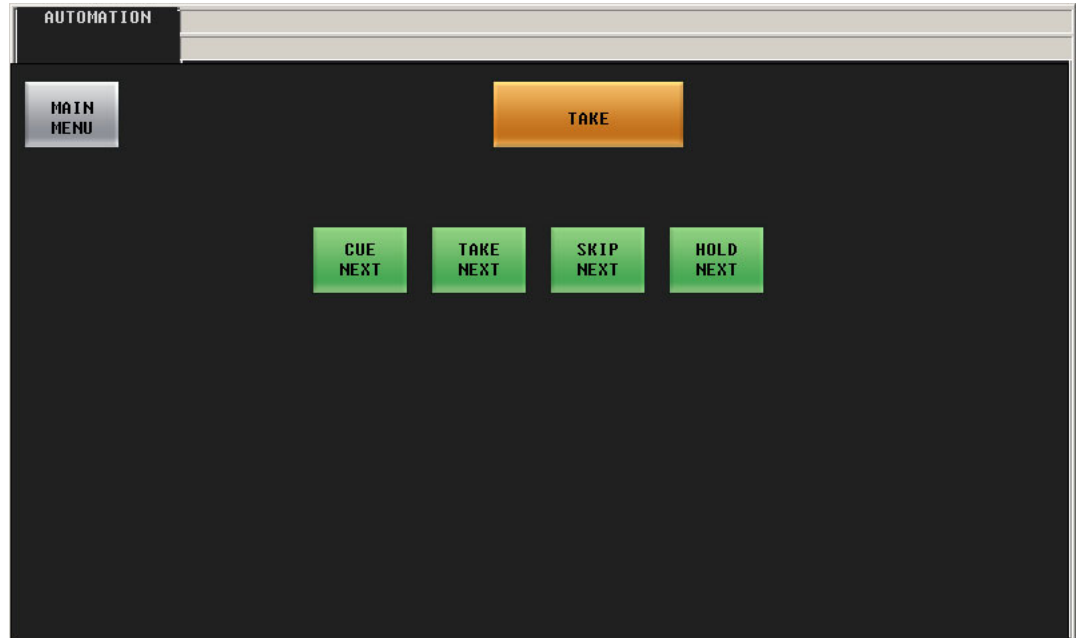 AUTOMATION
MAIN
MENU
TAKE
CUE
NEXT
TAKE
NEXT
SKIP
NEXT
HOLD
NEXT